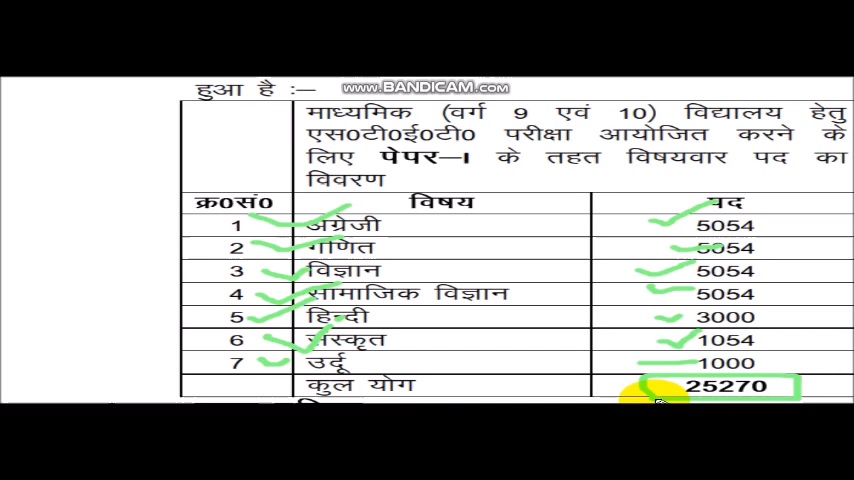 www.BANDICAM.com
हुआ है :–
माध्यमिक (वर्ग 9 एवं 10) विद्यालय हेतु
एस0टी0ई0टी0 परीक्षा आयोजित करने के
लिए पेपर–I के तहत विषयवार पद का
विवरण
क्र0सं0 विषय पद
1 अंग्रेजी 5054
2 गणित 5054
3 विज्ञान 5054
4 सामाजिक विज्ञान 5054
5 हिन्दी 3000
6 संस्कृत 1054
7 उर्दू 1000
कुल योग 25270